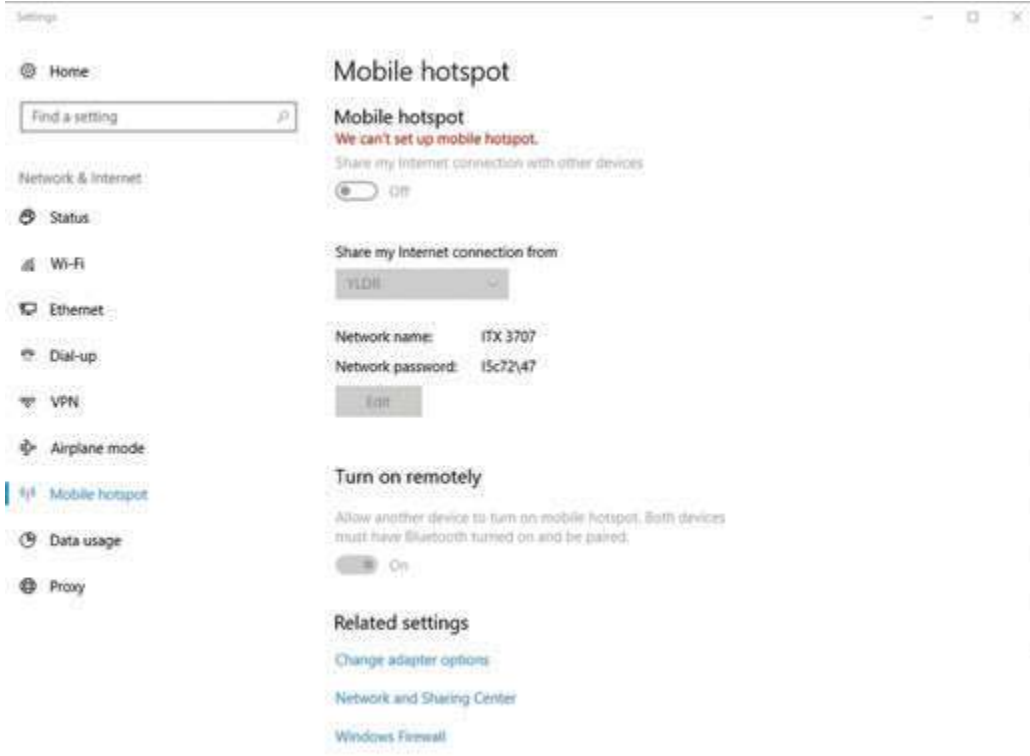 Settings
Home
Find a setting
Network & Internet
Status
Wi-Fi
Ethernet
Dial-up
VPN
Airplane mode
Mobile hotspot
Data usage
Proxy
Mobile hotspot
Mobile hotspot
We can't set up mobile hotspot.
Share my Internet connection with other devices
Off
Share my Internet connection from
YLDR
Network name: ITX 3707
Network password: I5c72\47
Edit
Turn on remotely
Allow another device to turn on mobile hotspot. Both devices
must have Bluetooth turned on and be paired.
On
Related settings
Change adapter options
Network and Sharing Center
Windows Firewall